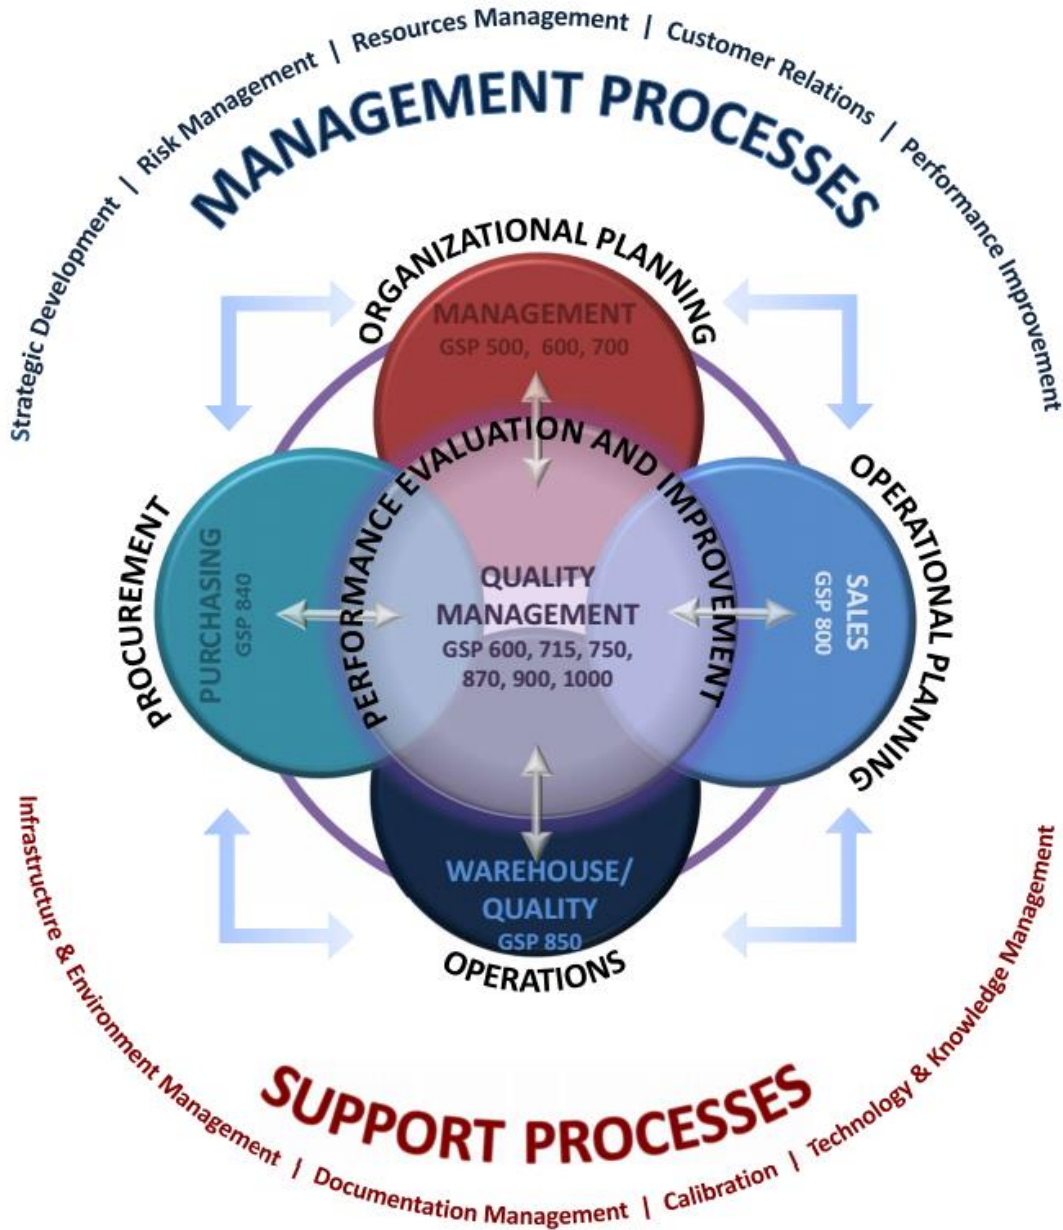 Strategic Development | Risk Management | Resources Management | Customer Relations | Performance Improvement
MANAGEMENT PROCESSES
ORGANIZATIONAL PLANNING
MANAGEMENT
GSP 500, 600, 700
PERFORMANCE EVALUATION AND IMPROVEMENT
PROCUREMENT
PURCHASING
GSP 840
QUALITY
MANAGEMENT
GSP 600, 715, 750,
870, 900, 1000
SALES
GSP 800
OPERATIONAL PLANNING
WAREHOUSE/
QUALITY
GSP 850
OPERATIONS
SUPPORT PROCESSES
Infrastructure & Environment Management | Documentation Management | Calibration | Technology & Knowledge Management